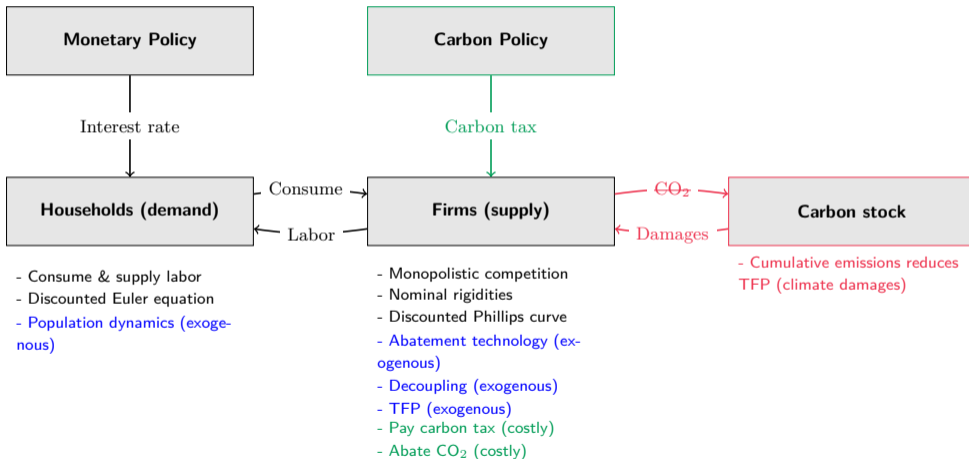 Monetary Policy
Carbon Policy
Interest rate
Carbon tax
Households (demand)
Consume
Labor
Firms (supply)
CO₂
Damages
Carbon stock
- Consume & supply labor
- Discounted Euler equation
- Population dynamics (exoge-
nous)
- Monopolistic competition
- Nominal rigidities
- Discounted Phillips curve
- Abatement technology (ex-
ogenous)
- Decoupling (exogenous)
- TFP (exogenous)
- Pay carbon tax (costly)
- Abate CO₂ (costly)
- Cumulative emissions reduces
TFP (climate damages)